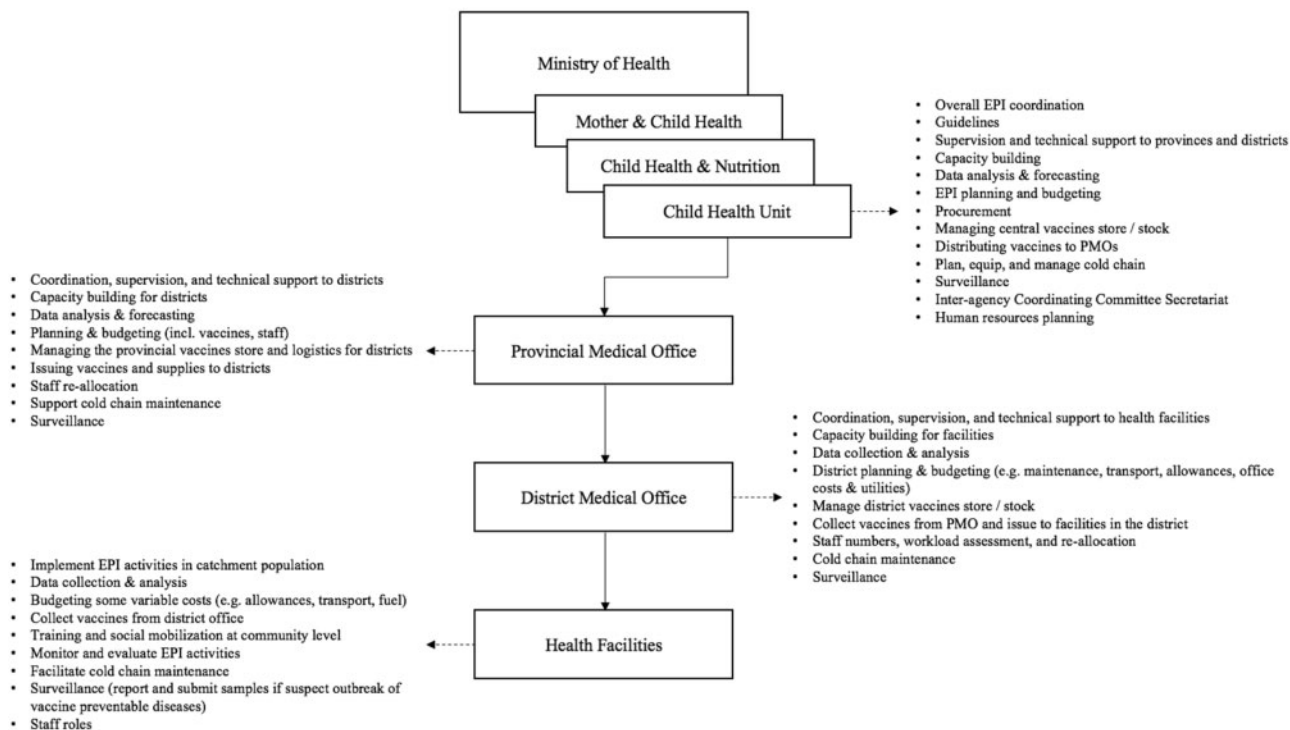 Ministry of Health
Mother & Child Health
Child Health & Nutrition
Child Health Unit
• Overall EPI coordination
• Guidelines
• Supervision and technical support to provinces and districts
• Capacity building
• Data analysis & forecasting
• EPI planning and budgeting
• Procurement
• Managing central vaccines store / stock
• Distributing vaccines to PMOs
• Plan, equip, and manage cold chain
• Surveillance
• Inter-agency Coordinating Committee Secretariat
• Human resources planning
• Coordination, supervision, and technical support to districts
• Capacity building for districts
• Data analysis & forecasting
• Planning & budgeting (incl. vaccines, staff)
• Managing the provincial vaccines store and logistics for districts
• Issuing vaccines and supplies to districts
• Staff re-allocation
• Support cold chain maintenance
• Surveillance
Provincial Medical Office
• Coordination, supervision, and technical support to health facilities
• Capacity building for facilities
• Data collection & analysis
• District planning & budgeting (e.g. maintenance, transport, allowances, office
costs & utilities)
• Manage district vaccines store / stock
• Collect vaccines from PMO and issue to facilities in the district
• Staff numbers, workload assessment, and re-allocation
• Cold chain maintenance
• Surveillance
District Medical Office
• Implement EPI activities in catchment population
• Data collection & analysis
• Budgeting some variable costs (e.g. allowances, transport, fuel)
• Collect vaccines from district office
• Training and social mobilization at community level
• Monitor and evaluate EPI activities
• Facilitate cold chain maintenance
• Surveillance (report and submit samples if suspect outbreak of
vaccine preventable diseases)
• Staff roles
Health Facilities